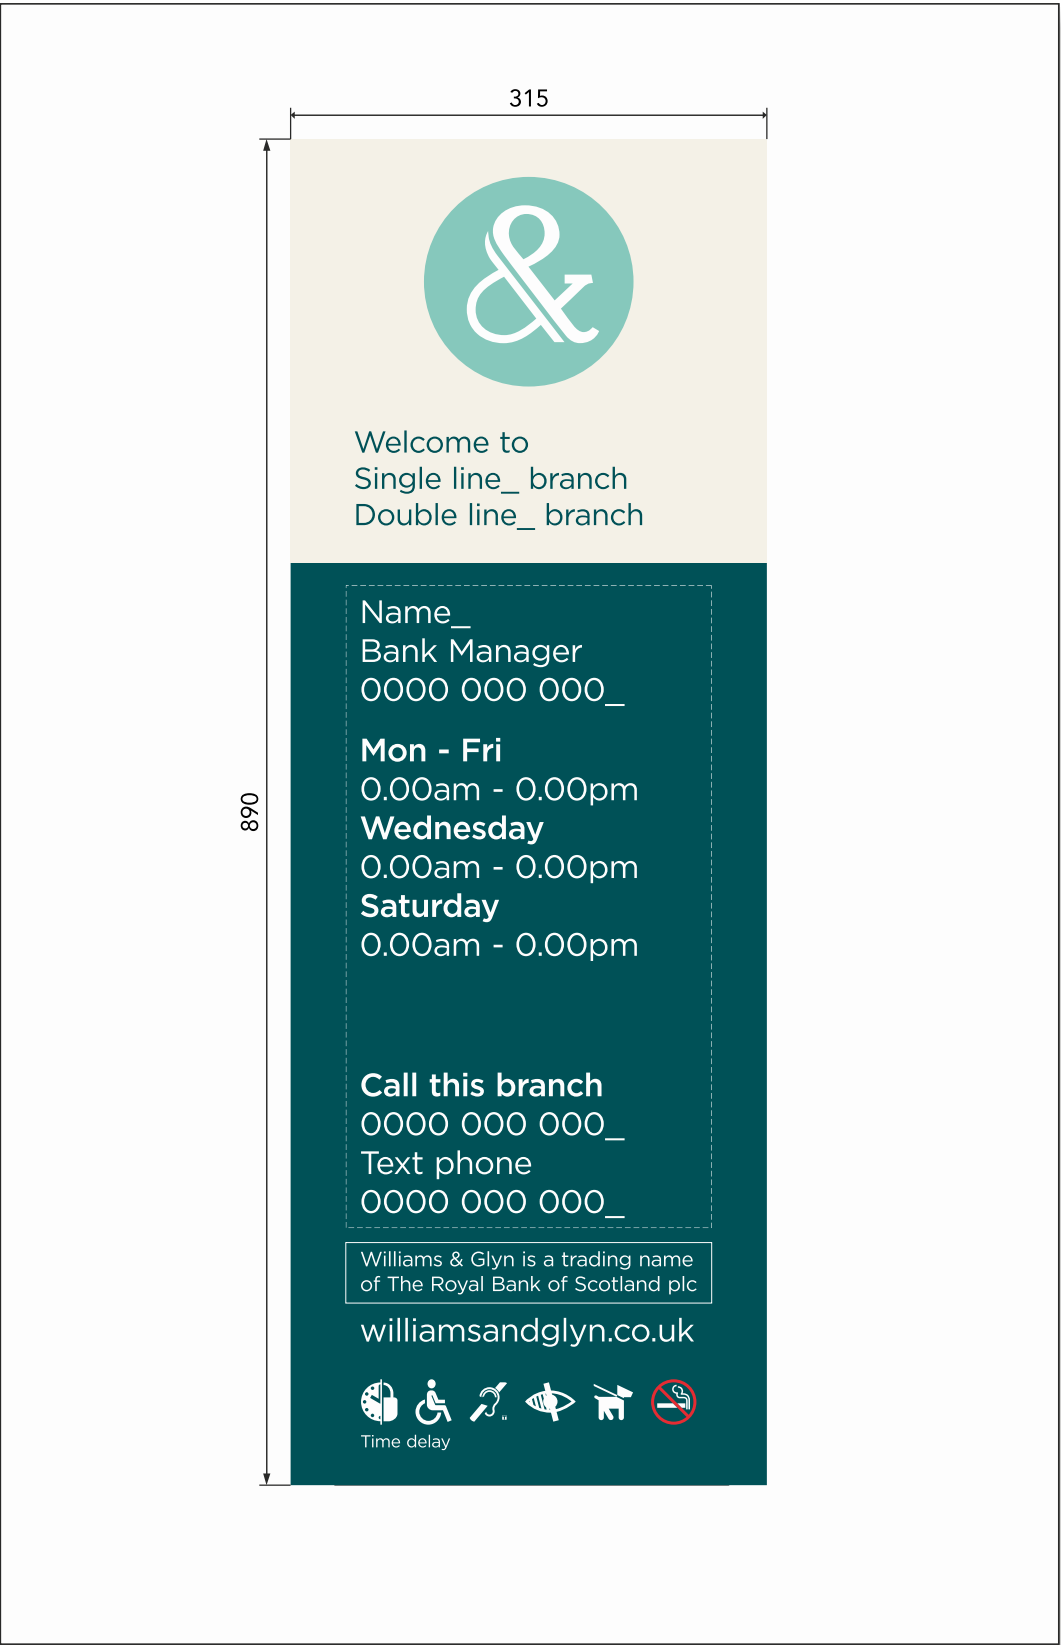 315
&
Welcome to
Single line_ branch
Double line_ branch
890
Name_
Bank Manager
0000 000 000_
Mon - Fri
0.00am - 0.00pm
Wednesday
0.00am - 0.00pm
Saturday
0.00am - 0.00pm
Call this branch
0000 000 000_
Text phone
0000 000 000_
Williams & Glyn is a trading name
of The Royal Bank of Scotland plc
williamsandglyn.co.uk
Time delay